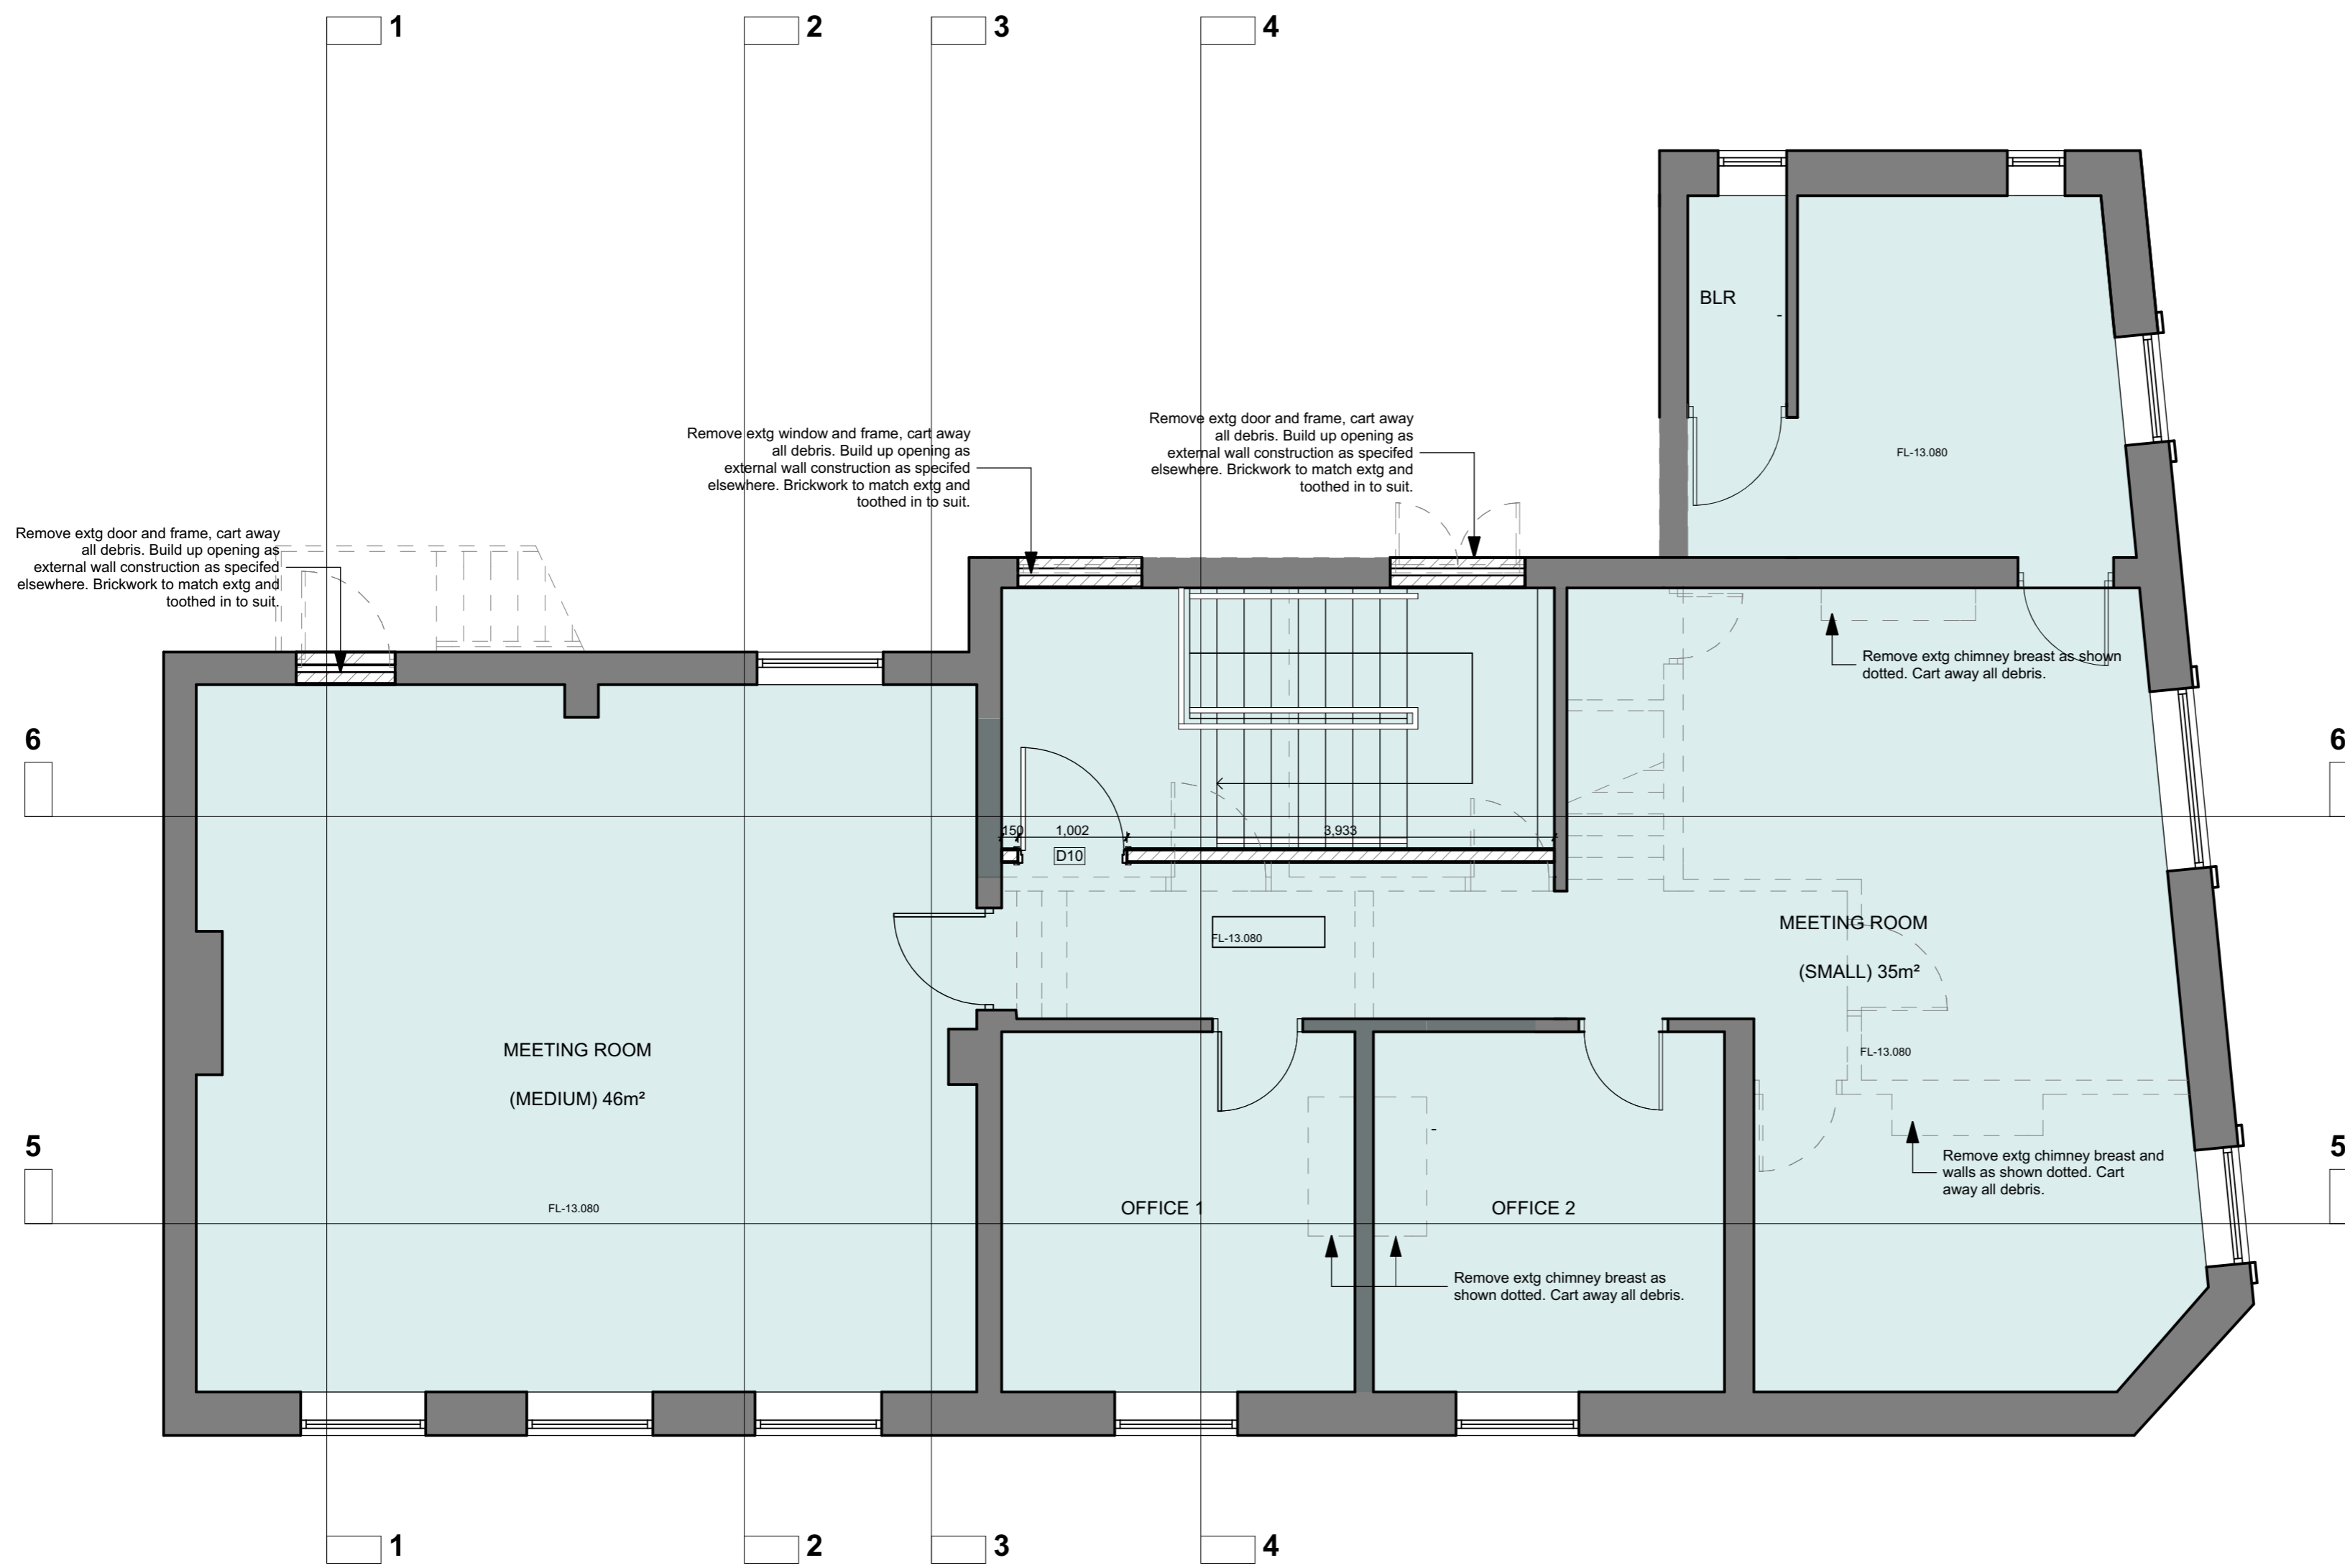 1
2
3
4
BLR
Remove extg door and frame, cart away
all debris. Build up opening as
external wall construction as specifed
elsewhere. Brickwork to match extg and
toothed in to suit.
Remove extg window and frame, cart away
all debris. Build up opening as
external wall construction as specifed
elsewhere. Brickwork to match extg and
toothed in to suit.
FL-13.080
Remove extg door and frame, cart away
all debris. Build up opening as
external wall construction as specifed
elsewhere. Brickwork to match extg and
toothed in to suit.
Remove extg chimney breast as shown
dotted. Cart away all debris.
6
6
150
1,002
3,933
D10
MEETING ROOM
(SMALL) 35m²
FL-13.080
MEETING ROOM
(MEDIUM) 46m²
FL-13.080
5
5
Remove extg chimney breast and
walls as shown dotted. Cart
away all debris.
FL-13.080
OFFICE 1
OFFICE 2
Remove extg chimney breast as
shown dotted. Cart away all debris.
1
2
3
4